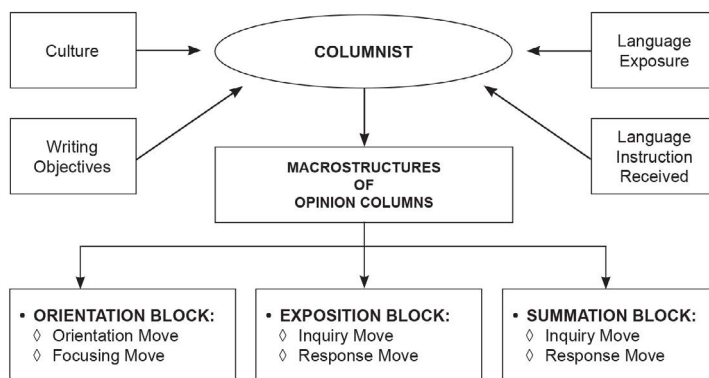 Culture
COLUMNIST
Language
Exposure
Writing
Objectives
Language
Instruction
Received
MACROSTRUCTURES
OF
OPINION COLUMNS
• ORIENTATION BLOCK:
◊ Orientation Move
◊ Focusing Move
• EXPOSITION BLOCK:
◊ Inquiry Move
◊ Response Move
• SUMMATION BLOCK:
◊ Inquiry Move
◊ Response Move